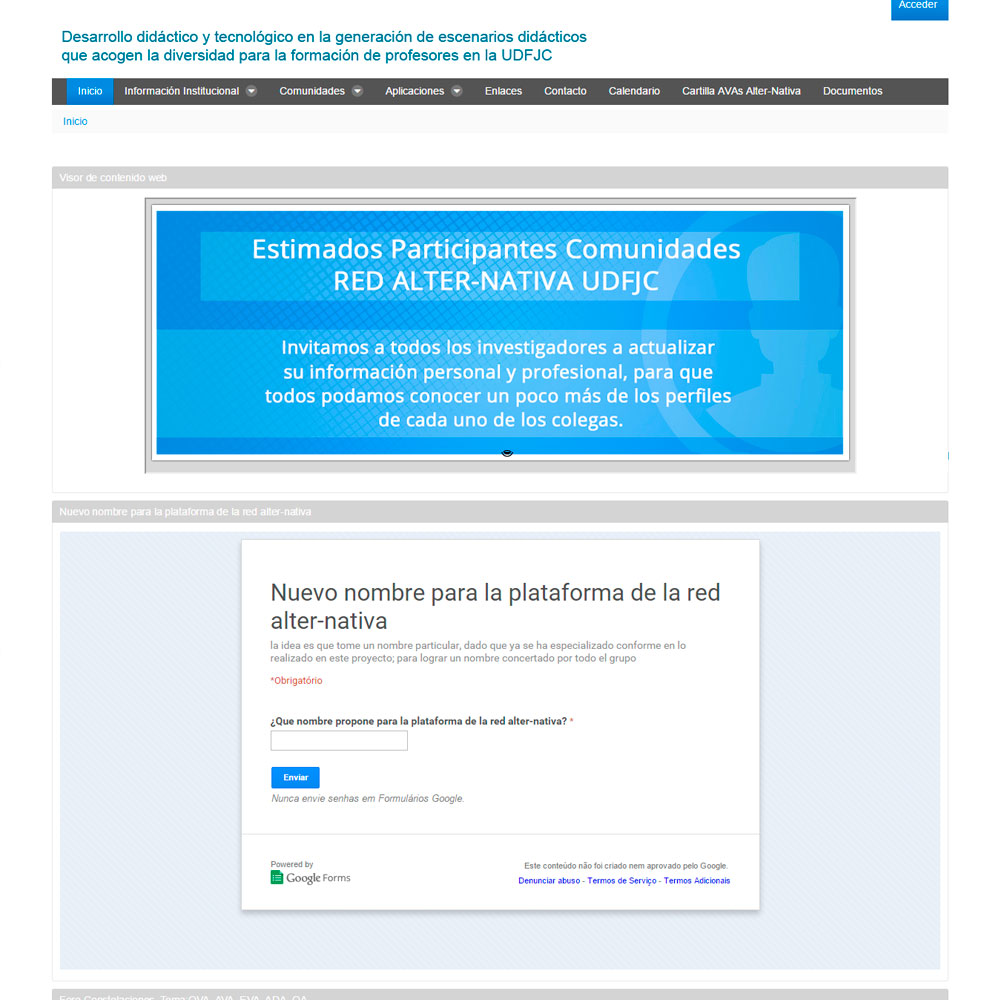 Acceder
Desarrollo didáctico y tecnológico en la generación de escenarios didácticos
que acogen la diversidad para la formación de profesores en la UDFJC
Inicio Información Institucional Comunidades Aplicaciones Enlaces Contacto Calendario Cartilla AVAs Alter-Nativa Documentos
Inicio
Visor de contenido web
Estimados Participantes Comunidades
RED ALTER-NATIVA UDFJC
Invitamos a todos los investigadores a actualizar
su información personal y profesional, para que
todos podamos conocer un poco más de los perfiles
de cada uno de los colegas.
Nuevo nombre para la plataforma de la red alter-nativa
Nuevo nombre para la plataforma de la red
alter-nativa
la idea es que tome un nombre particular, dado que ya se ha especializado conforme en lo
realizado en este proyecto; para lograr un nombre concertado por todo el grupo
*Obrigatório
¿Que nombre propone para la plataforma de la red alter-nativa? *
Enviar
Nunca envie senhas em Formulários Google.
Powered by
Google Forms
Este conteúdo não foi criado nem aprovado pelo Google.
Denunciar abuso - Termos de Serviço - Termos Adicionais
Foro Constelaciones, Tema OVA, AVA, EVA, ADA, OA